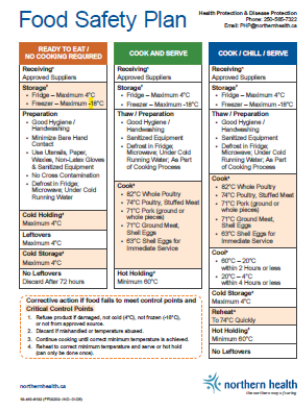 Food Safety Plan
Health Protection & Disease Protection
Phone: 250-565-7322
Email: PHP@northernhealth.ca
READY TO EAT /
NO COOKING REQUIRED
Receiving*
Approved Suppliers
Storage*
• Fridge – Maximum 4°C
• Freezer – Maximum -18°C
Preparation
• Good Hygiene /
Handwashing
• Minimize Bare Hand
Contact
• Use Utensils, Paper,
Waxies, Non-Latex Gloves
& Sanitized Equipment
• No Cross Contamination
• Defrost in Fridge;
Microwave; Under Cold
Running Water
Cold Holding*
Maximum 4°C
Leftovers
Maximum 4°C
Cold Storage*
Maximum 4°C
No Leftovers
Discard After 72 hours
COOK AND SERVE
Receiving*
Approved Suppliers
Storage*
• Fridge – Maximum 4°C
• Freezer – Maximum -18°C
Thaw / Preparation
• Good Hygiene /
Handwashing
• Sanitized Equipment
• Defrost in Fridge;
Microwave; Under Cold
Running Water; As Part
of Cooking Process
Cook*
• 82°C Whole Poultry
• 74°C Poultry, Stuffed Meat
• 71°C Pork (ground or
whole pieces)
• 71°C Ground Meat,
Shell Eggs
• 63°C Shell Eggs for
Immediate Service
Hot Holding*
Minimum 60°C
COOK / CHILL / SERVE
Receiving*
Approved Suppliers
Storage*
• Fridge – Maximum 4°C
• Freezer – Maximum -18°C
Thaw / Preparation
• Good Hygiene /
Handwashing
• Sanitized Equipment
• Defrost in Fridge;
Microwave; Under Cold
Running Water; As Part
of Cooking Process
Cook*
• 82°C Whole Poultry
• 74°C Poultry, Stuffed Meat
• 71°C Pork (ground or
whole pieces)
• 71°C Ground Meat,
Shell Eggs
• 63°C Shell Eggs for
Immediate Service
Cool*
• 60°C – 20°C
within 2 Hours or less
• 20°C – 4°C
within 4 Hours or less
Cold Storage*
Maximum 4°C
Reheat*
To 74°C Quickly
Hot Holding*
Minimum 60°C
No Leftovers
Corrective action if food fails to meet control points and
Critical Control Points
1. Refuse product if damaged, not cold (4°C), not frozen (-18°C),
or not from approved source.
2. Discard if mishandled or temperature abused.
3. Continue cooking until correct minimum temperature is achieved.
4. Reheat to correct minimum temperature and serve or hot hold
(can only be done once).
northernhealth.ca
northern health
the northern way of caring